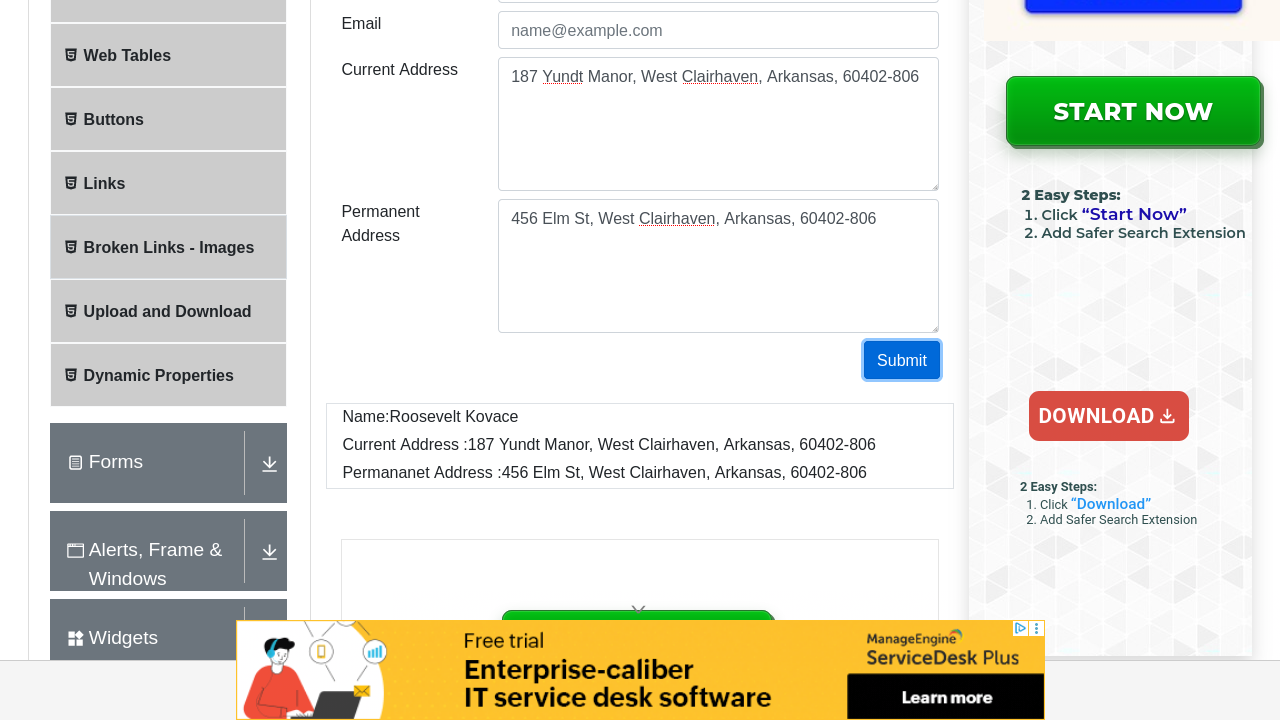 Web Tables
Buttons
Links
Broken Links - Images
Upload and Download
Dynamic Properties
Forms
Alerts, Frame &
Windows
Widgets
Email
name@example.com
Current Address
187 Yundt Manor, West Clairhaven, Arkansas, 60402-806
Permanent
Address
456 Elm St, West Clairhaven, Arkansas, 60402-806
Submit
Name:Roosevelt Kovace
Current Address :187 Yundt Manor, West Clairhaven, Arkansas, 60402-806
Permananet Address :456 Elm St, West Clairhaven, Arkansas, 60402-806
START NOW
2 Easy Steps:
1. Click “Start Now”
2. Add Safer Search Extension
DOWNLOAD
2 Easy Steps:
1. Click “Download”
2. Add Safer Search Extension
Free trial
Enterprise-caliber
IT service desk software
ManageEngine
ServiceDesk Plus
Learn more